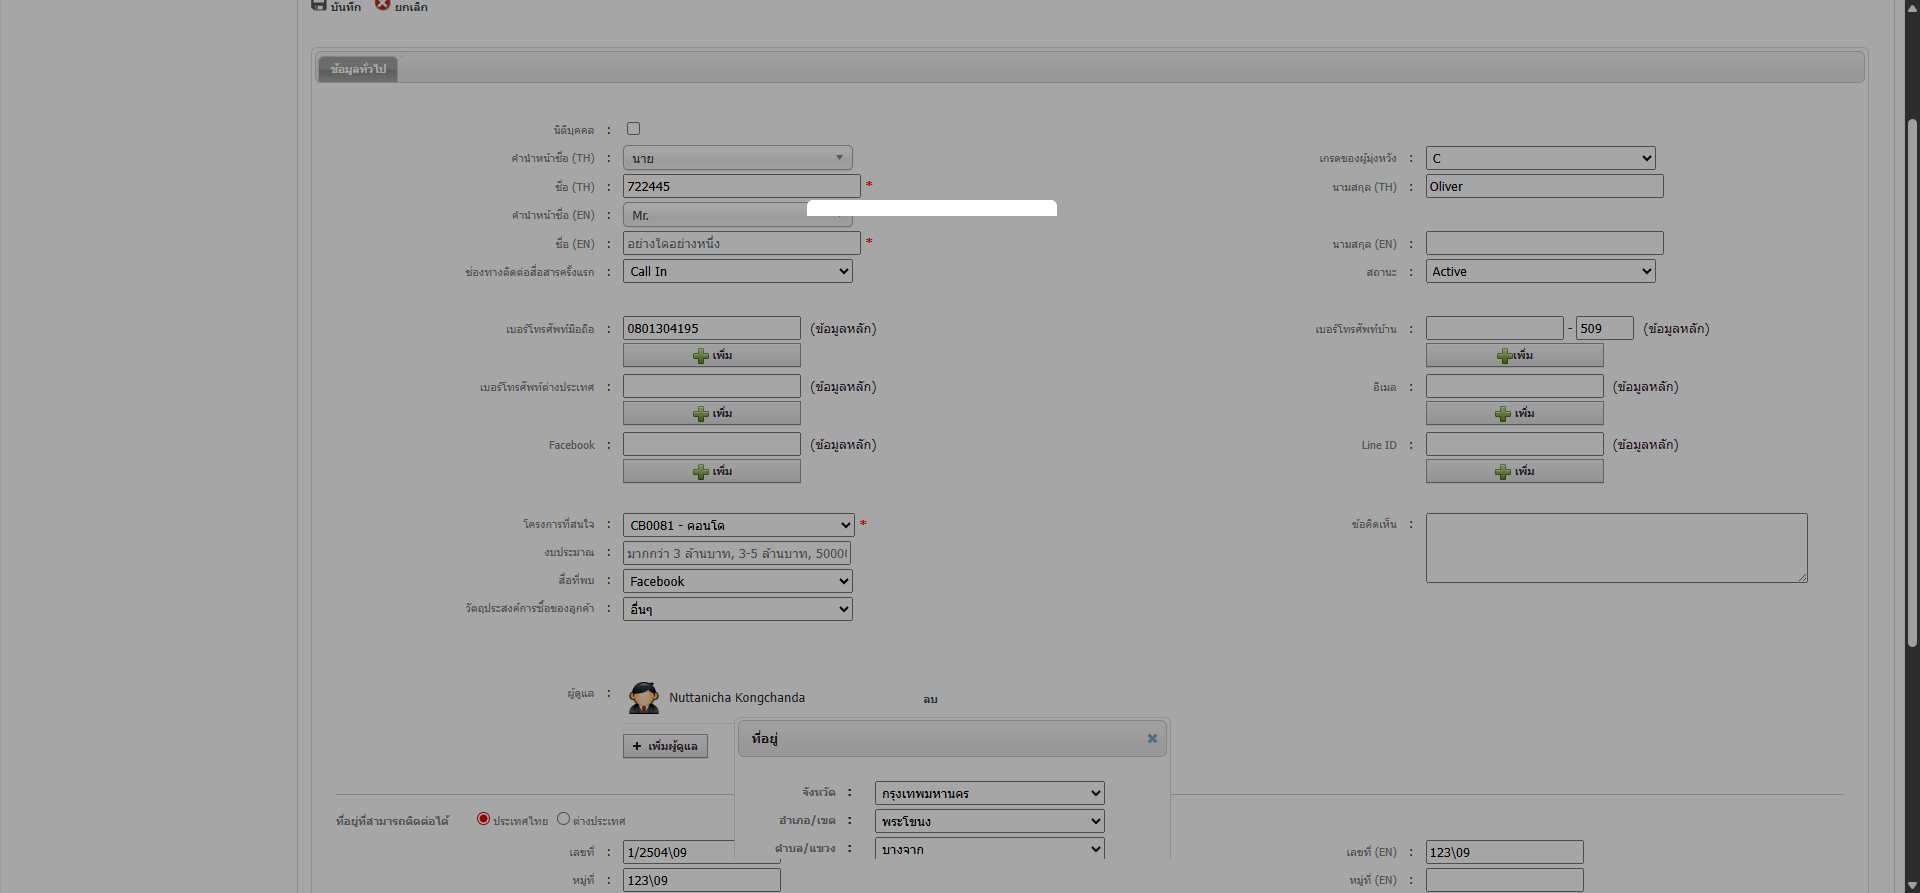 บันทึก ยกเลิก
ข้อมูลทั่วไป
นิติบุคคล :
คำนำหน้าชื่อ (TH) : นาย เกรดของผู้มุ่งหวัง : C
ชื่อ (TH) : 722445 * นามสกุล (TH) : Oliver
คำนำหน้าชื่อ (EN) : Mr.
ชื่อ (EN) : อย่างใดอย่างหนึ่ง * นามสกุล (EN) :
ช่องทางติดต่อสื่อสารครั้งแรก : Call In สถานะ : Active
เบอร์โทรศัพท์มือถือ : 0801304195 (ข้อมูลหลัก) เบอร์โทรศัพท์บ้าน : - 509 (ข้อมูลหลัก)
เพิ่ม เพิ่ม
เบอร์โทรศัพท์ต่างประเทศ : (ข้อมูลหลัก) อีเมล : (ข้อมูลหลัก)
เพิ่ม เพิ่ม
Facebook : (ข้อมูลหลัก) Line ID : (ข้อมูลหลัก)
เพิ่ม เพิ่ม
โครงการที่สนใจ : CB0081 - คอนโด * ข้อคิดเห็น :
งบประมาณ : มากกว่า 3 ล้านบาท, 3-5 ล้านบาท, 5000
สื่อที่พบ : Facebook
วัตถุประสงค์การซื้อของลูกค้า : อื่นๆ
ผู้ดูแล : Nuttanicha Kongchanda ลบ
+ เพิ่มผู้ดูแล
ที่อยู่
จังหวัด : กรุงเทพมหานคร
อำเภอ/เขต : พระโขนง
ตำบล/แขวง : บางจาก
ที่อยู่ที่สามารถติดต่อได้ ประเทศไทย ต่างประเทศ
เลขที่ : 1/2504\09 เลขที่ (EN) : 123\09
หมู่ที่ : 123\09 หมู่ที่ (EN) :